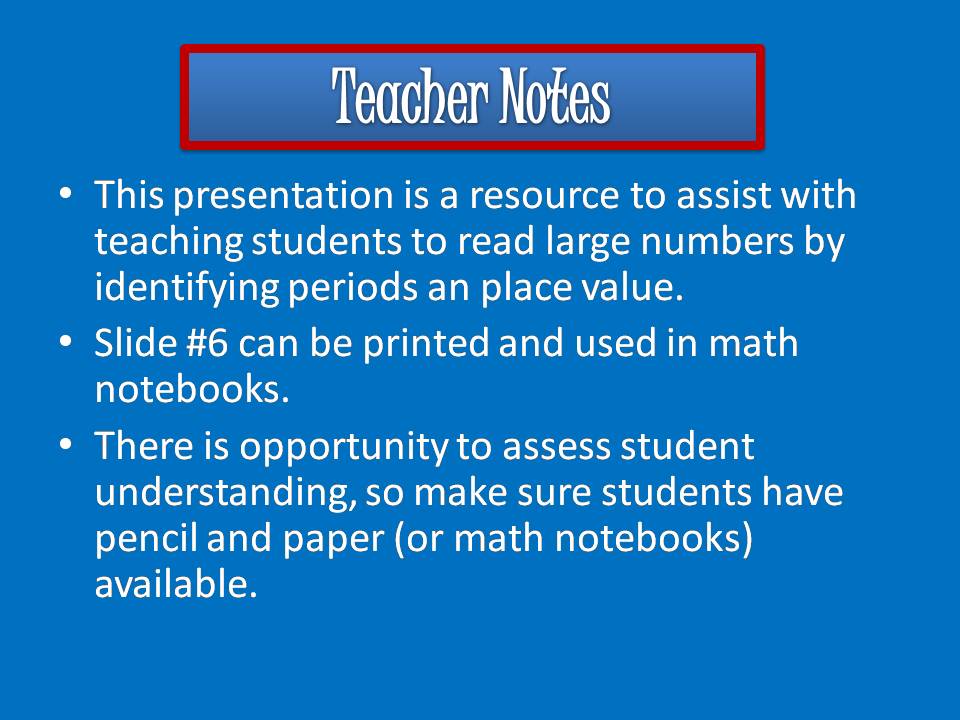 Teacher Notes
• This presentation is a resource to assist with
teaching students to read large numbers by
identifying periods an place value.
• Slide #6 can be printed and used in math
notebooks.
• There is opportunity to assess student
understanding, so make sure students have
pencil and paper (or math notebooks)
available.